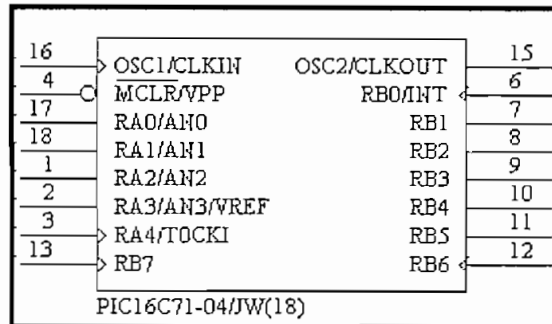 16 OSC1/CLKIN OSC2/CLKOUT 15
4 MCLR/VPP RB0/INT 6
17 RA0/AN0 RB1 7
18 RA1/AN1 RB2 8
1 RA2/AN2 RB3 9
2 RA3/AN3/VREF RB4 10
3 RA4/T0CKI RB5 11
13 RB7 RB6 12
PIC16C71-04/JW(18)